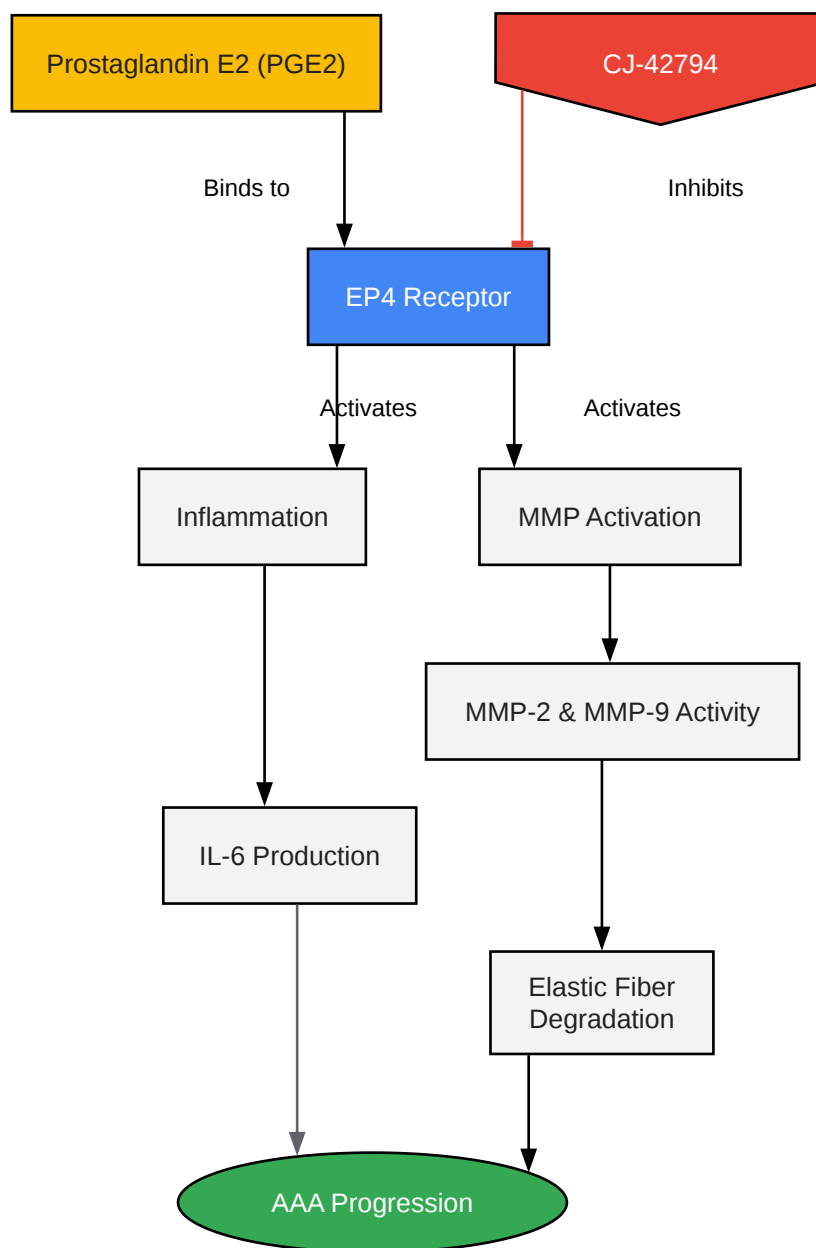 Prostaglandin E2 (PGE2)
CJ-42794
Binds to
Inhibits
EP4 Receptor
Activates
Activates
Inflammation
MMP Activation
MMP-2 & MMP-9 Activity
IL-6 Production
Elastic Fiber
Degradation
AAA Progression